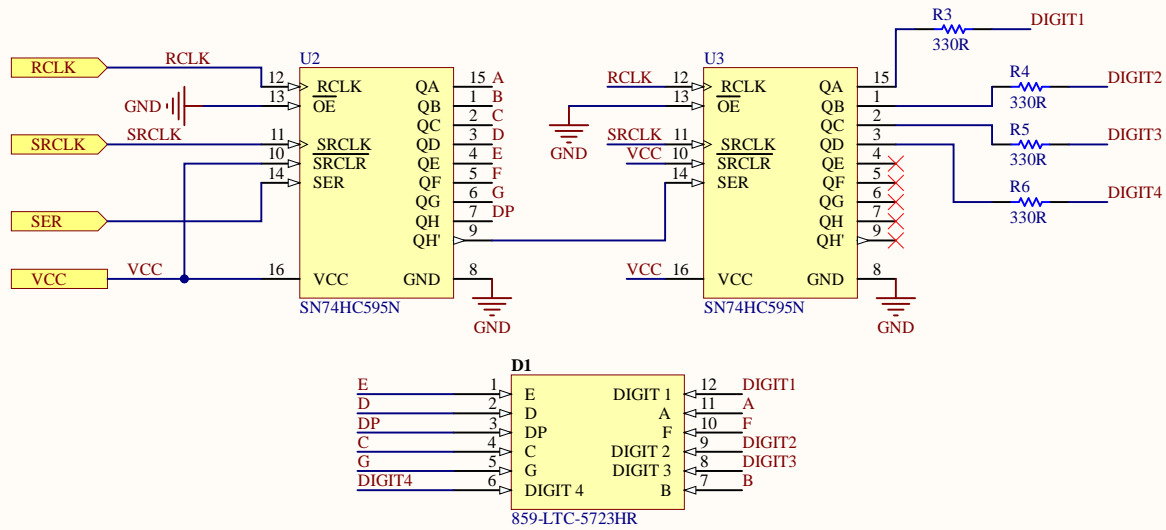 R3
DIGIT1
330R
RCLK
RCLK
U2
12
RCLK
QA
15
A
GND
13
OE
QB
1
B
QC
2
C
SRCLK
SRCLK
11
SRCLK
QD
3
D
10
SRCLR
QE
4
E
14
SER
QF
5
F
QG
6
G
SER
QH
7
DP
QH'
9
VCC
VCC
16
VCC
GND
8
SN74HC595N
GND
U3
RCLK
12
RCLK
QA
15
13
OE
QB
1
GND
QC
2
SRCLK
11
SRCLK
QD
3
VCC
10
SRCLR
QE
4
14
SER
QF
5
QG
6
QH
7
QH'
9
VCC
16
VCC
GND
8
SN74HC595N
GND
R4
DIGIT2
330R
R5
DIGIT3
330R
R6
DIGIT4
330R
D1
E
1
E
DIGIT 1
12
DIGIT1
D
2
D
A
11
A
DP
3
DP
F
10
F
C
4
C
DIGIT 2
9
DIGIT2
G
5
G
DIGIT 3
8
DIGIT3
DIGIT4
6
DIGIT 4
B
7
B
859-LTC-5723HR